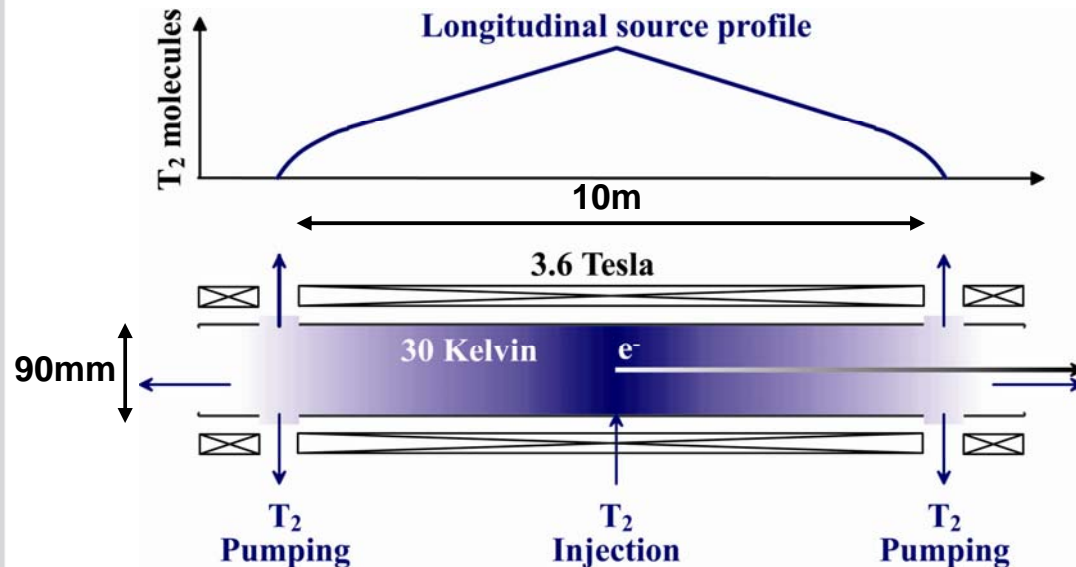 Longitudinal source profile
T₂ molecules
10m
3.6 Tesla
30 Kelvin
e⁻
90mm
T₂ T₂ T₂
Pumping Injection Pumping